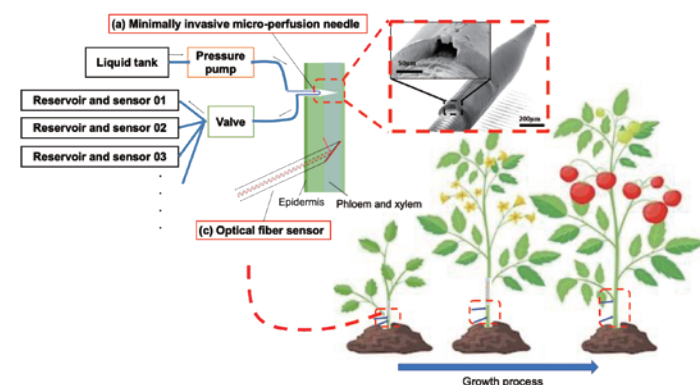 (a) Minimally invasive micro-perfusion needle
Liquid tank
Pressure
pump
50μm
200μm
Reservoir and sensor 01
Reservoir and sensor 02
Reservoir and sensor 03
Valve
Epidermis
Phloem and xylem
(c) Optical fiber sensor
Growth process